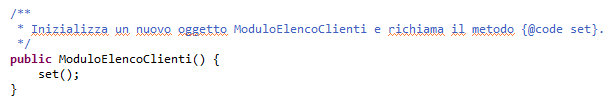 /**
 * Inizializza un nuovo oggetto ModuloElencoClienti e richiama il metodo {@code set}.
 */
public ModuloElencoClienti() {
    set();
}